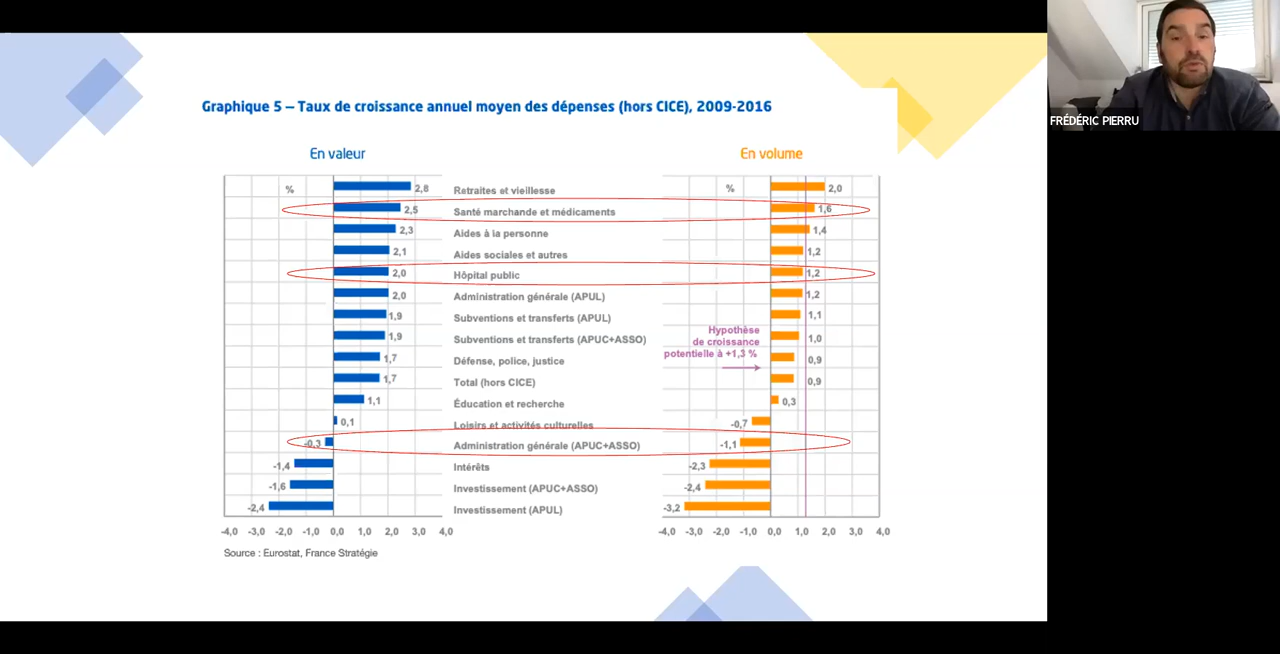 Graphique 5 – Taux de croissance annuel moyen des dépenses (hors CICE), 2009-2016
En valeur
En volume
% 2,8 Retraites et vieillesse % 2,0
2,5 Santé marchande et médicaments 1,6
2,3 Aides à la personne 1,4
2,1 Aides sociales et autres 1,2
2,0 Hôpital public 1,2
2,0 Administration générale (APUL) 1,2
1,9 Subventions et transferts (APUL) 1,1
1,9 Subventions et transferts (APUC+ASSO) 1,0
1,7 Défense, police, justice 0,9
1,7 Total (hors CICE) 0,9
1,1 Éducation et recherche 0,3
0,1 Loisirs et activités culturelles -0,7
-0,3 Administration générale (APUC+ASSO) -1,1
-1,4 Intérêts -2,3
-1,6 Investissement (APUC+ASSO) -2,4
-2,4 Investissement (APUL) -3,2
Hypothèse
de croissance
potentielle à +1,3 %
-4,0 -3,0 -2,0 -1,0 0,0 1,0 2,0 3,0 4,0
-4,0 -3,0 -2,0 -1,0 0,0 1,0 2,0 3,0 4,0
Source : Eurostat, France Stratégie
FRÉDÉRIC PIERRU